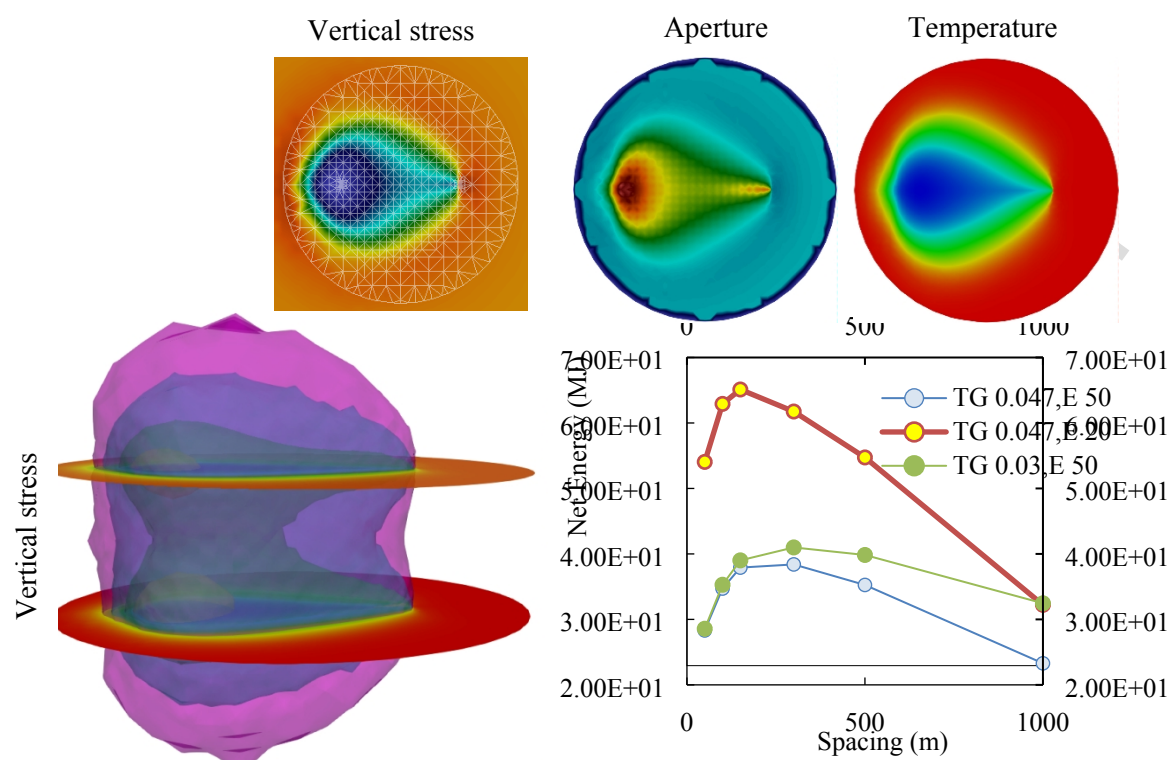 Vertical stress
Aperture
Temperature
Vertical stress
0 500 1000
7.00E+01
6.00E+01
5.00E+01
4.00E+01
3.00E+01
2.00E+01
Net Energy (MJ)
TG 0.047,E 50
TG 0.047,E 20
TG 0.03,E 50
7.00E+01
6.00E+01
5.00E+01
4.00E+01
3.00E+01
2.00E+01
0 500 1000
Spacing (m)